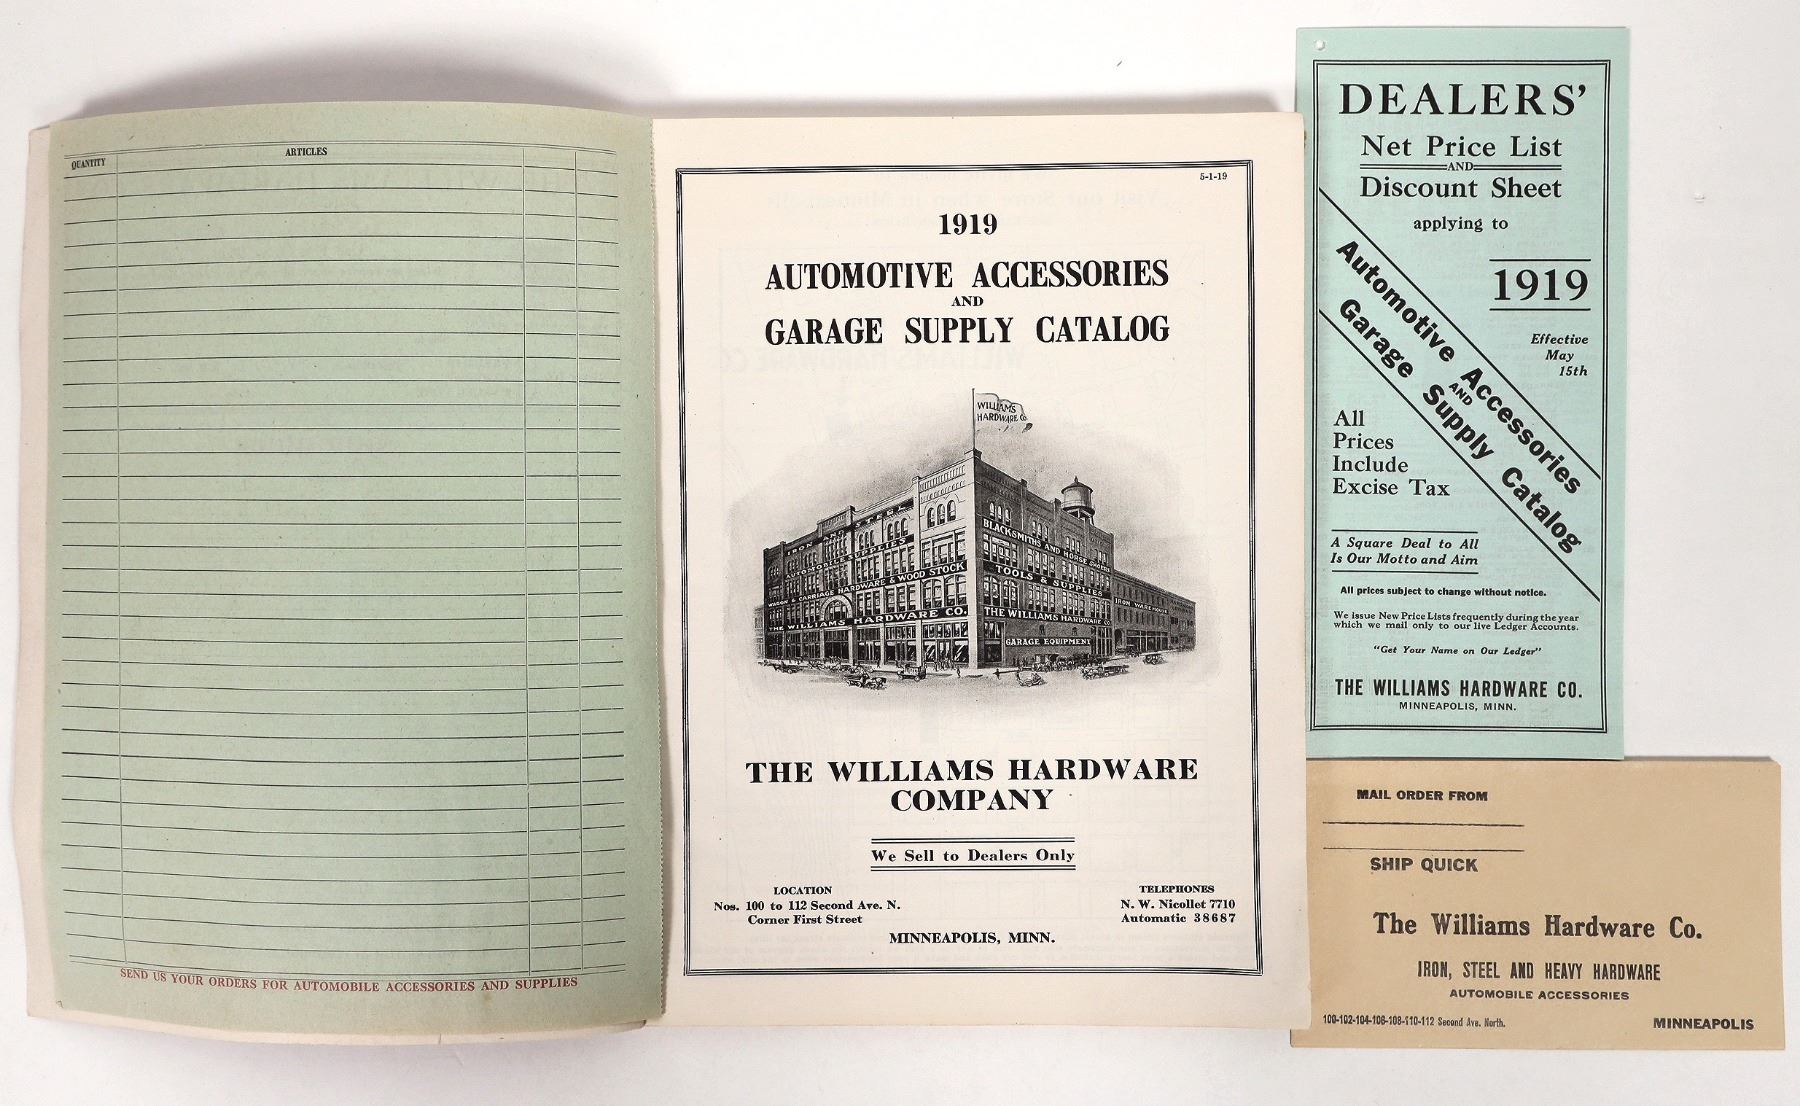 QUANTITY
ARTICLES
SEND US YOUR ORDERS FOR AUTOMOBILE ACCESSORIES AND SUPPLIES
5-1-19
1919
AUTOMOTIVE ACCESSORIES
AND
GARAGE SUPPLY CATALOG
WILLIAMS
HARDWARE Co.
IRON AND STEEL
AUTOMOBILE SUPPLIES
WAGON & CARRIAGE HARDWARE & WOOD STOCK
THE WILLIAMS HARDWARE CO.
BLACKSMITHS AND HORSE SHOERS
TOOLS & SUPPLIES
THE WILLIAMS HARDWARE CO.
GARAGE EQUIPMENT
IRON WAREHOUSE
THE WILLIAMS HARDWARE
COMPANY
We Sell to Dealers Only
LOCATION
Nos. 100 to 112 Second Ave. N.
Corner First Street
TELEPHONES
N. W. Nicollet 7710
Automatic 38687
MINNEAPOLIS, MINN.
DEALERS'
Net Price List
AND
Discount Sheet
applying to
1919
Automotive Accessories
AND
Garage Supply Catalog
Effective
May
15th
All
Prices
Include
Excise Tax
A Square Deal to All
Is Our Motto and Aim
All prices subject to change without notice.
We issue New Price Lists frequently during the year
which we mail only to our live Ledger Accounts.
"Get Your Name on Our Ledger"
THE WILLIAMS HARDWARE CO.
MINNEAPOLIS, MINN.
MAIL ORDER FROM
SHIP QUICK
The Williams Hardware Co.
IRON, STEEL AND HEAVY HARDWARE
AUTOMOBILE ACCESSORIES
100-102-104-106-108-110-112 Second Ave. North.
MINNEAPOLIS